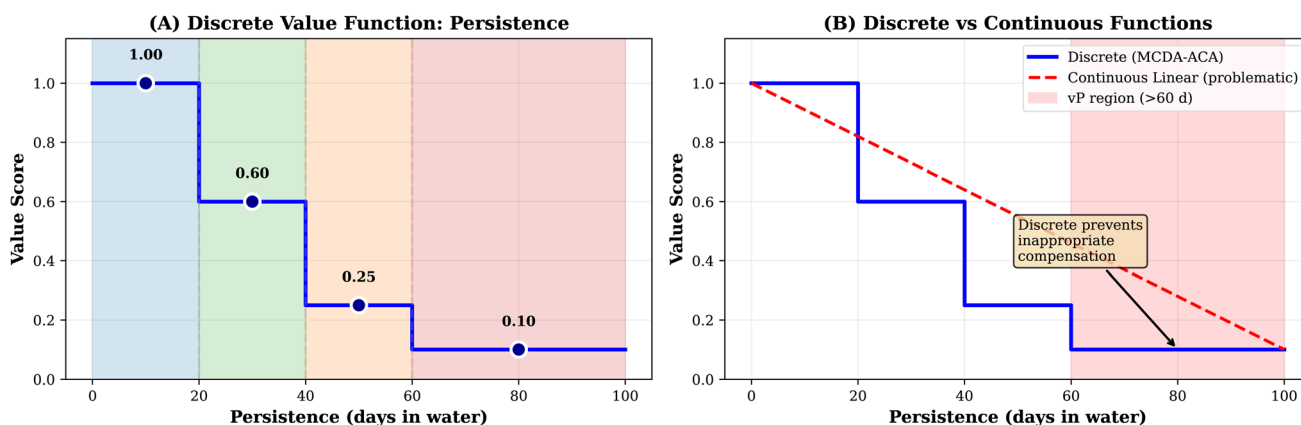 (A) Discrete Value Function: Persistence
1.00
0.60
0.25
0.10
1.0
0.8
0.6
0.4
0.2
0.0
Value Score
0 20 40 60 80 100
Persistence (days in water)
(B) Discrete vs Continuous Functions
Discrete (MCDA-ACA)
Continuous Linear (problematic)
vP region (>60 d)
Discrete prevents
inappropriate
compensation
1.0
0.8
0.6
0.4
0.2
0.0
Value Score
0 20 40 60 80 100
Persistence (days in water)